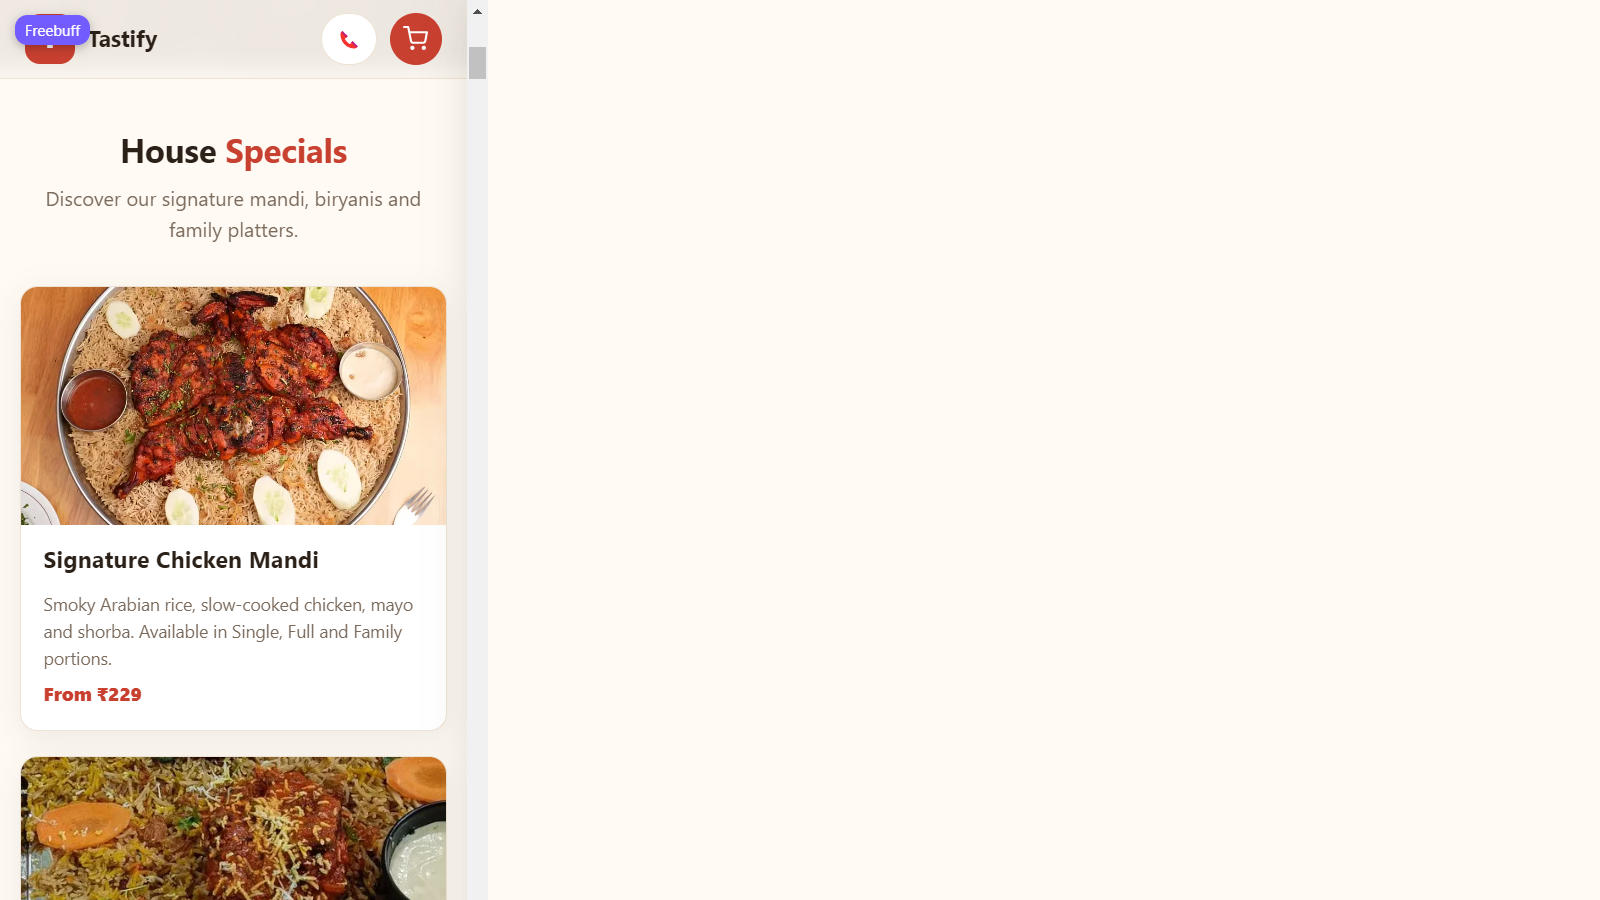 Freebuff
Tastify
House Specials
Discover our signature mandi, biryanis and
family platters.
Signature Chicken Mandi
Smoky Arabian rice, slow-cooked chicken, mayo
and shorba. Available in Single, Full and Family
portions.
From ₹229